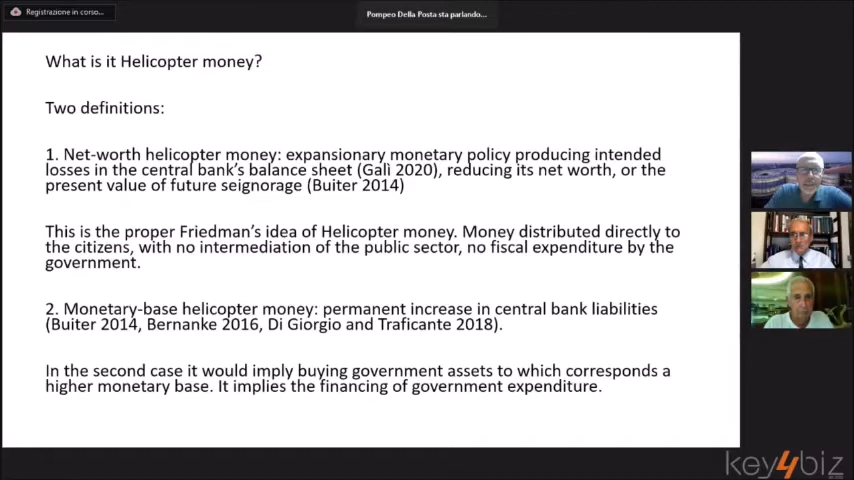 Registrazione in corso...
Pompeo Della Posta sta parlando...
What is it Helicopter money?
Two definitions:
1. Net-worth helicopter money: expansionary monetary policy producing intended
losses in the central bank's balance sheet (Galì 2020), reducing its net worth, or the
present value of future seignorage (Buiter 2014)
This is the proper Friedman's idea of Helicopter money. Money distributed directly to
the citizens, with no intermediation of the public sector, no fiscal expenditure by the
government.
2. Monetary-base helicopter money: permanent increase in central bank liabilities
(Buiter 2014, Bernanke 2016, Di Giorgio and Traficante 2018).
In the second case it would imply buying government assets to which corresponds a
higher monetary base. It implies the financing of government expenditure.
key4biz